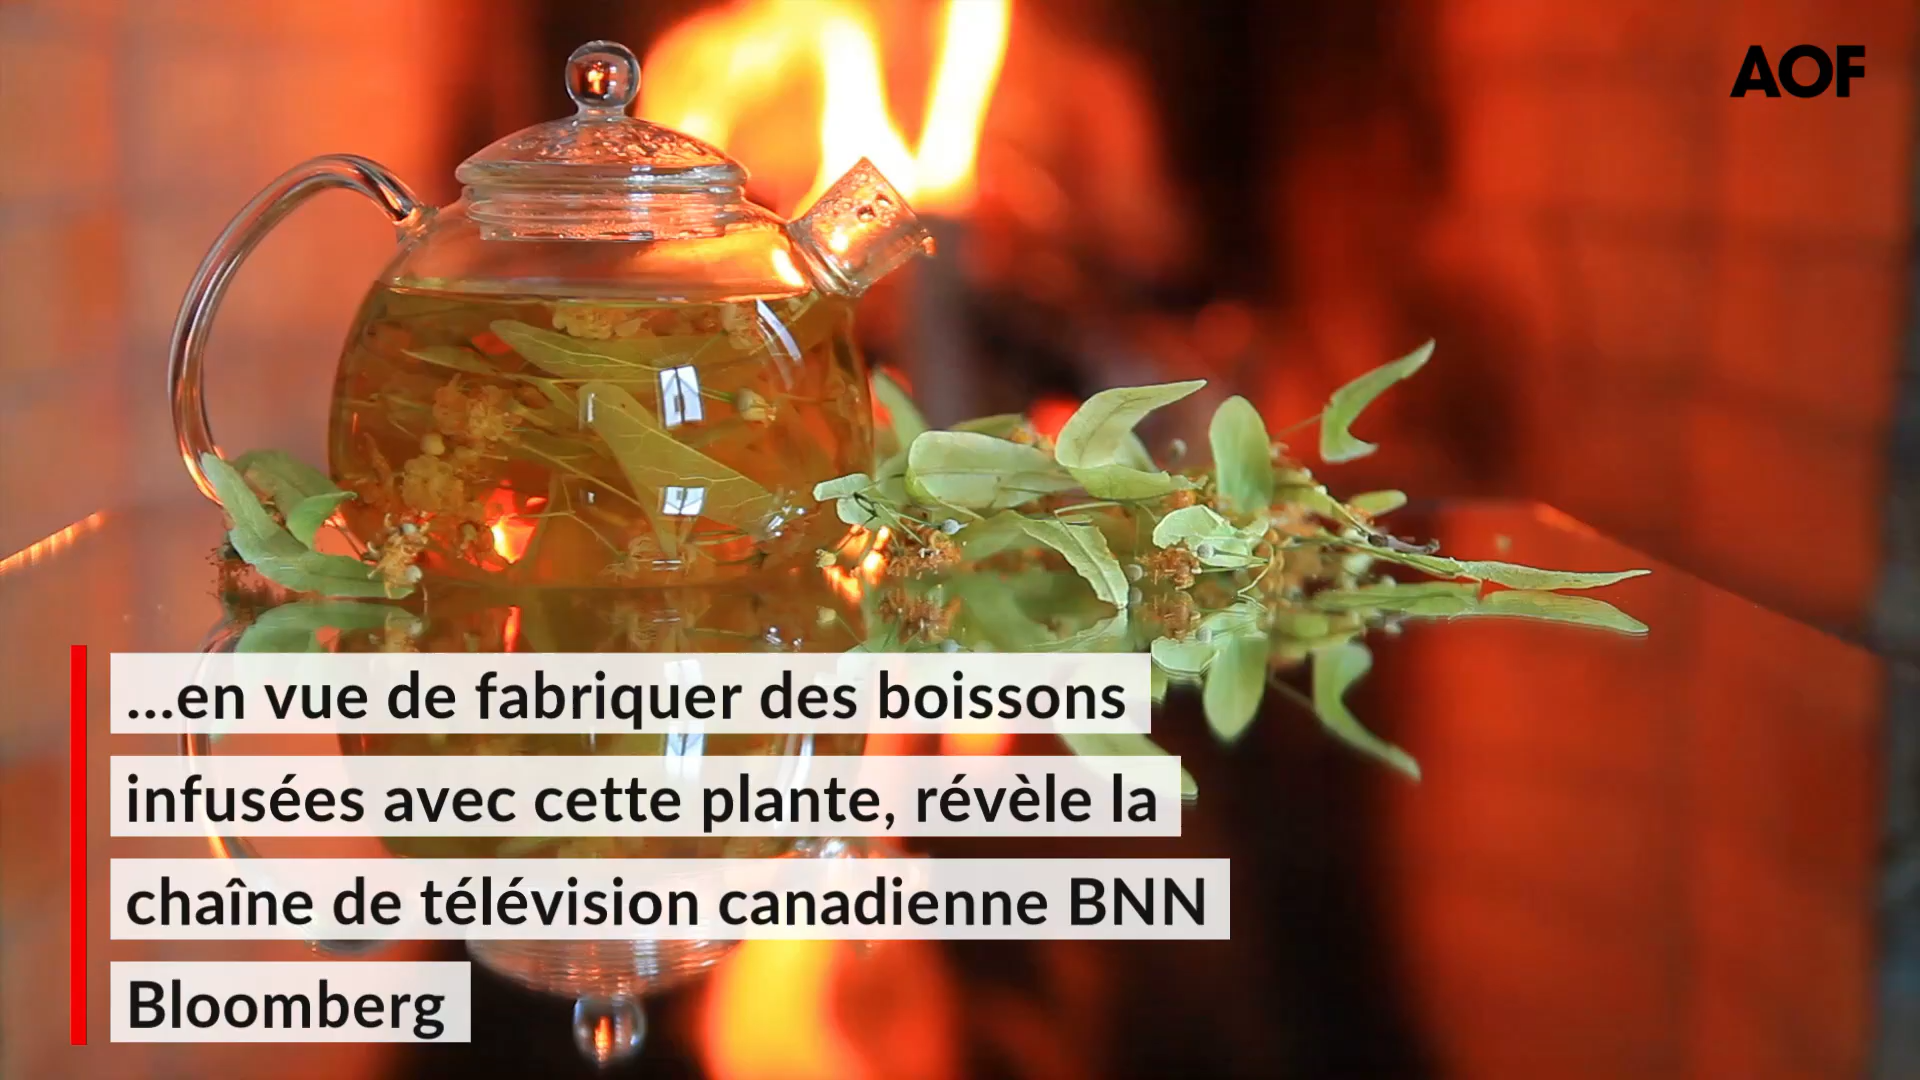 AOF
...en vue de fabriquer des boissons
infusées avec cette plante, révèle la
chaîne de télévision canadienne BNN
Bloomberg